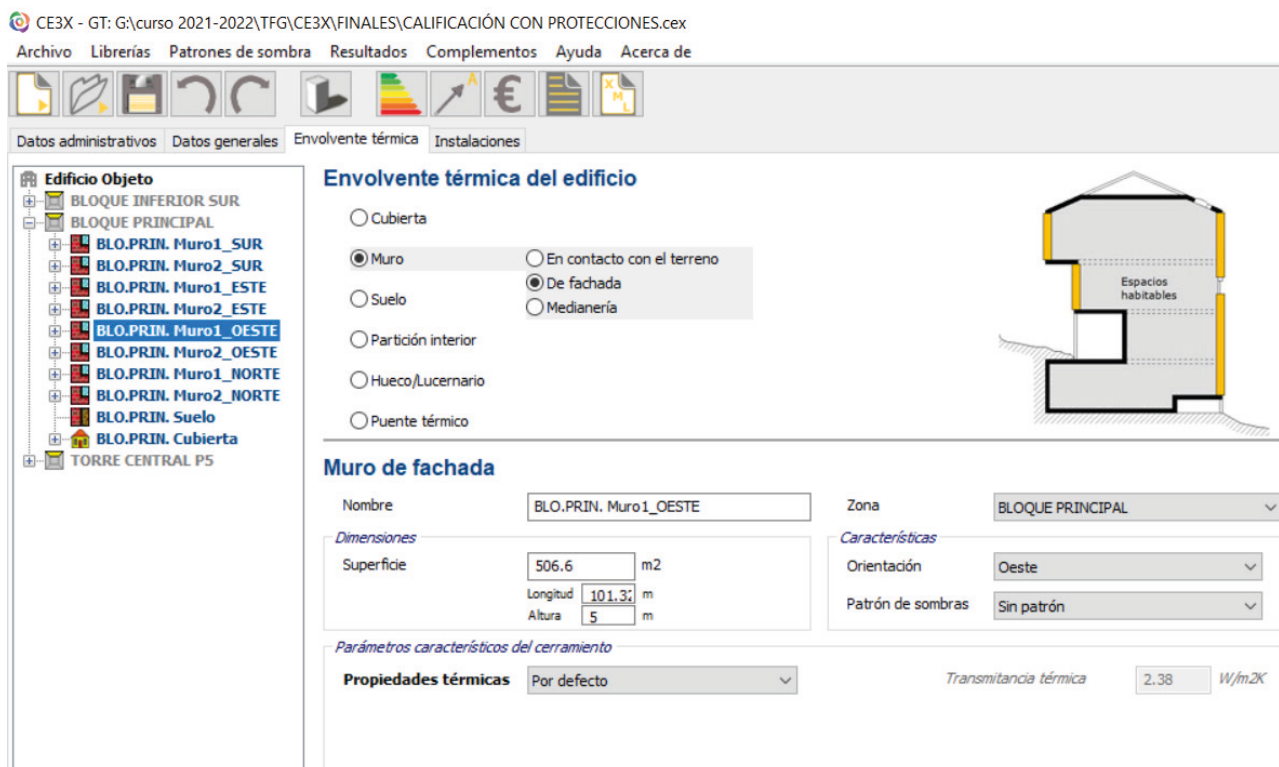 CE3X - GT: G:\curso 2021-2022\TFG\CE3X\FINALES\CALIFICACIÓN CON PROTECCIONES.cex
Archivo Librerías Patrones de sombra Resultados Complementos Ayuda Acerca de
A € X M L
Datos administrativos Datos generales Envolvente térmica Instalaciones
Edificio Objeto
BLOQUE INFERIOR SUR
BLOQUE PRINCIPAL
BLO.PRIN. Muro1_SUR
BLO.PRIN. Muro2_SUR
BLO.PRIN. Muro1_ESTE
BLO.PRIN. Muro2_ESTE
BLO.PRIN. Muro1_OESTE
BLO.PRIN. Muro2_OESTE
BLO.PRIN. Muro1_NORTE
BLO.PRIN. Muro2_NORTE
BLO.PRIN. Suelo
BLO.PRIN. Cubierta
TORRE CENTRAL P5
Envolvente térmica del edificio
Cubierta
Muro
En contacto con el terreno
De fachada
Medianería
Suelo
Partición interior
Hueco/Lucernario
Puente térmico
Espacios
habitables
Muro de fachada
Nombre BLO.PRIN. Muro1_OESTE Zona BLOQUE PRINCIPAL
Dimensiones
Superficie 506.6 m2
Longitud 101.32 m
Altura 5 m
Características
Orientación Oeste
Patrón de sombras Sin patrón
Parámetros característicos del cerramiento
Propiedades térmicas Por defecto Transmitancia térmica 2.38 W/m2K